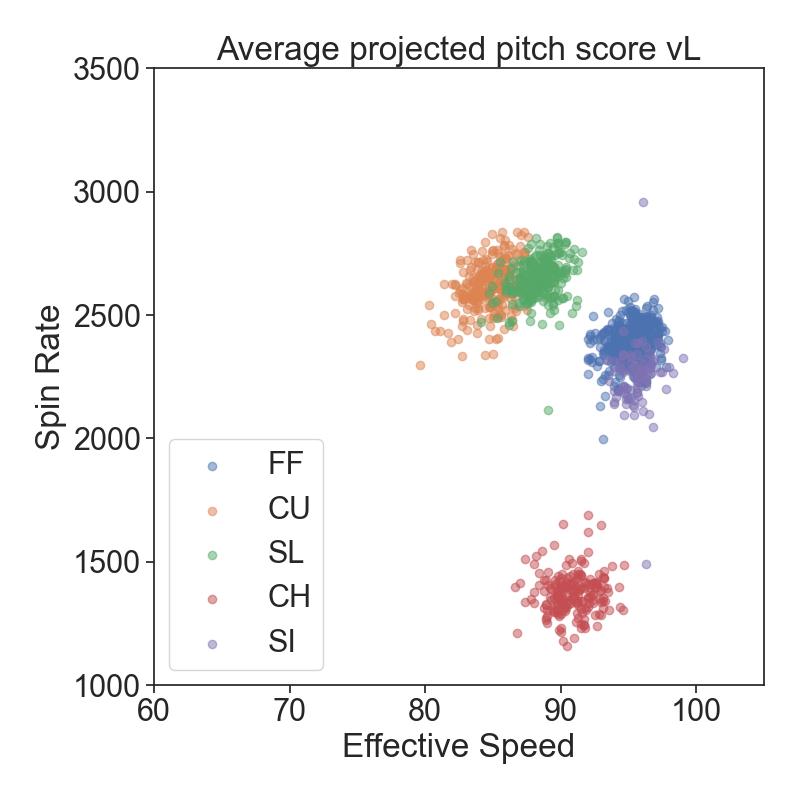 Average projected pitch score vL
3500
3000
2500
2000
1500
1000
Spin Rate
FF
CU
SL
CH
SI
60 70 80 90 100
Effective Speed